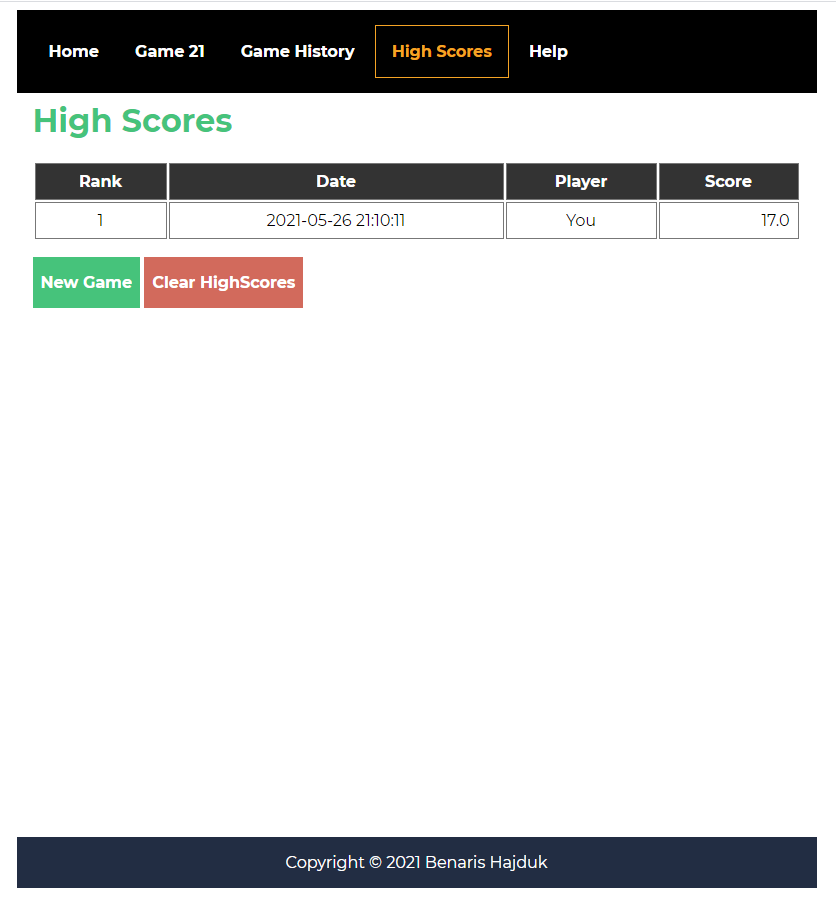 Home Game 21 Game History High Scores Help
High Scores
Rank Date Player Score
1 2021-05-26 21:10:11 You 17.0
New Game Clear HighScores
Copyright © 2021 Benaris Hajduk